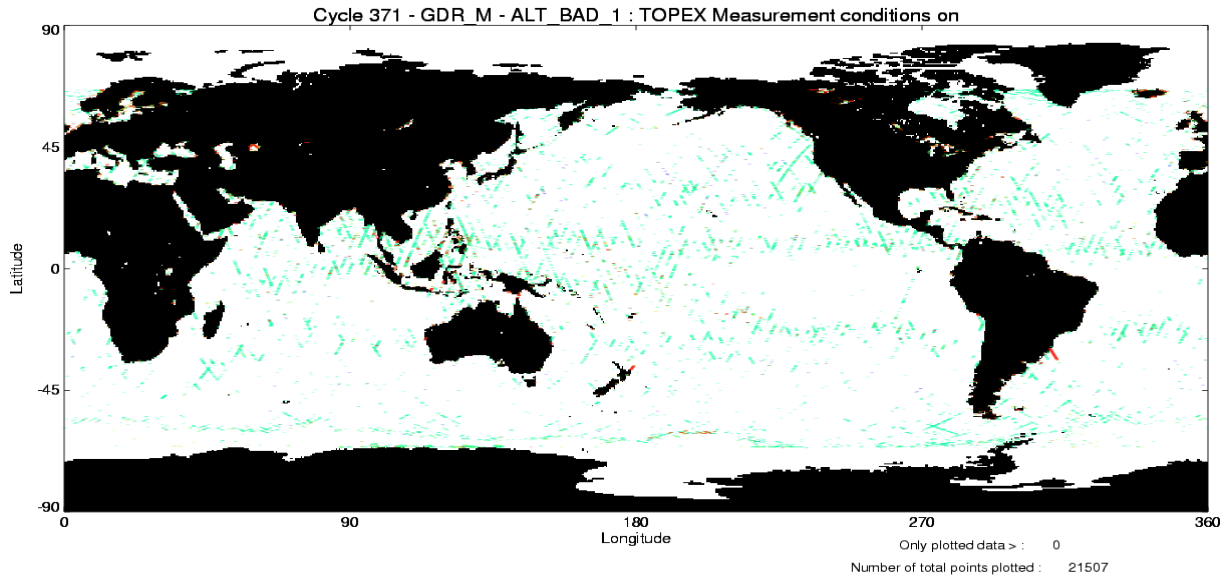 Cycle 371 - GDR_M - ALT_BAD_1 : TOPEX Measurement conditions on
90
45
0
-45
-90
Latitude
0 90 180 270 360
Longitude
Only plotted data > : 0
Number of total points plotted : 21507